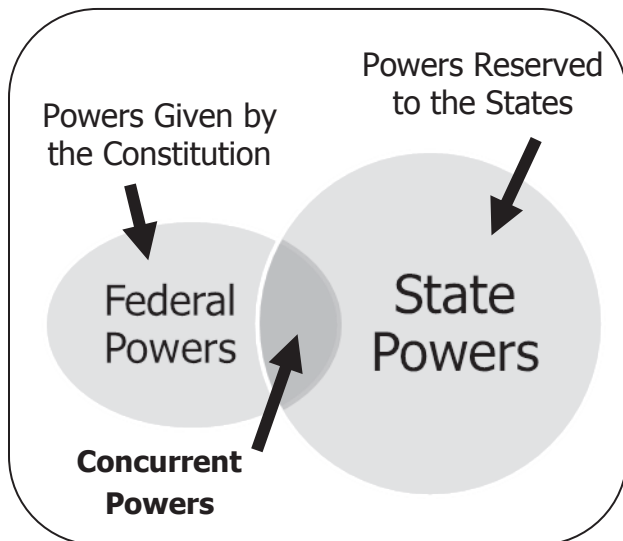 Powers Reserved
to the States
Powers Given by
the Constitution
Federal
Powers
State
Powers
Concurrent
Powers